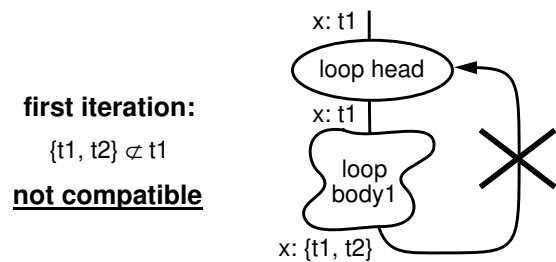 x: t1
loop head
x: t1
first iteration:
{t1, t2} ⊄ t1
not compatible
loop
body1
x: {t1, t2}